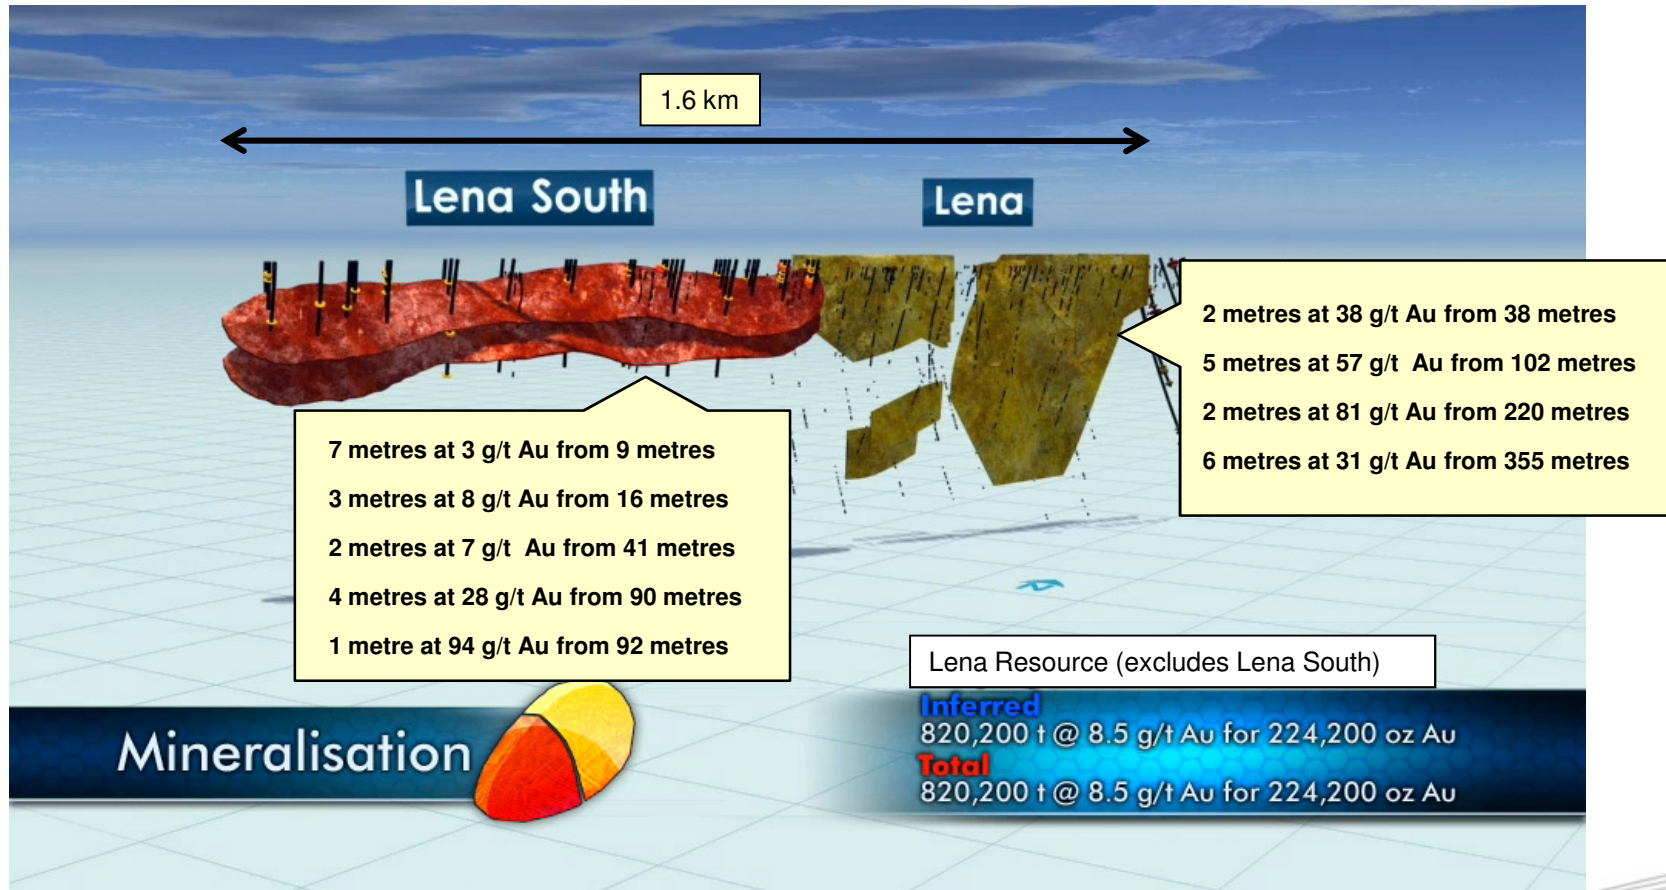 1.6 km
Lena South
Lena
2 metres at 38 g/t Au from 38 metres
5 metres at 57 g/t  Au from 102 metres
2 metres at 81 g/t Au from 220 metres
6 metres at 31 g/t Au from 355 metres
7 metres at 3 g/t Au from 9 metres
3 metres at 8 g/t Au from 16 metres
2 metres at 7 g/t  Au from 41 metres
4 metres at 28 g/t Au from 90 metres
1 metre at 94 g/t Au from 92 metres
Lena Resource (excludes Lena South)
Mineralisation
Inferred
820,200 t @ 8.5 g/t Au for 224,200 oz Au
Total
820,200 t @ 8.5 g/t Au for 224,200 oz Au